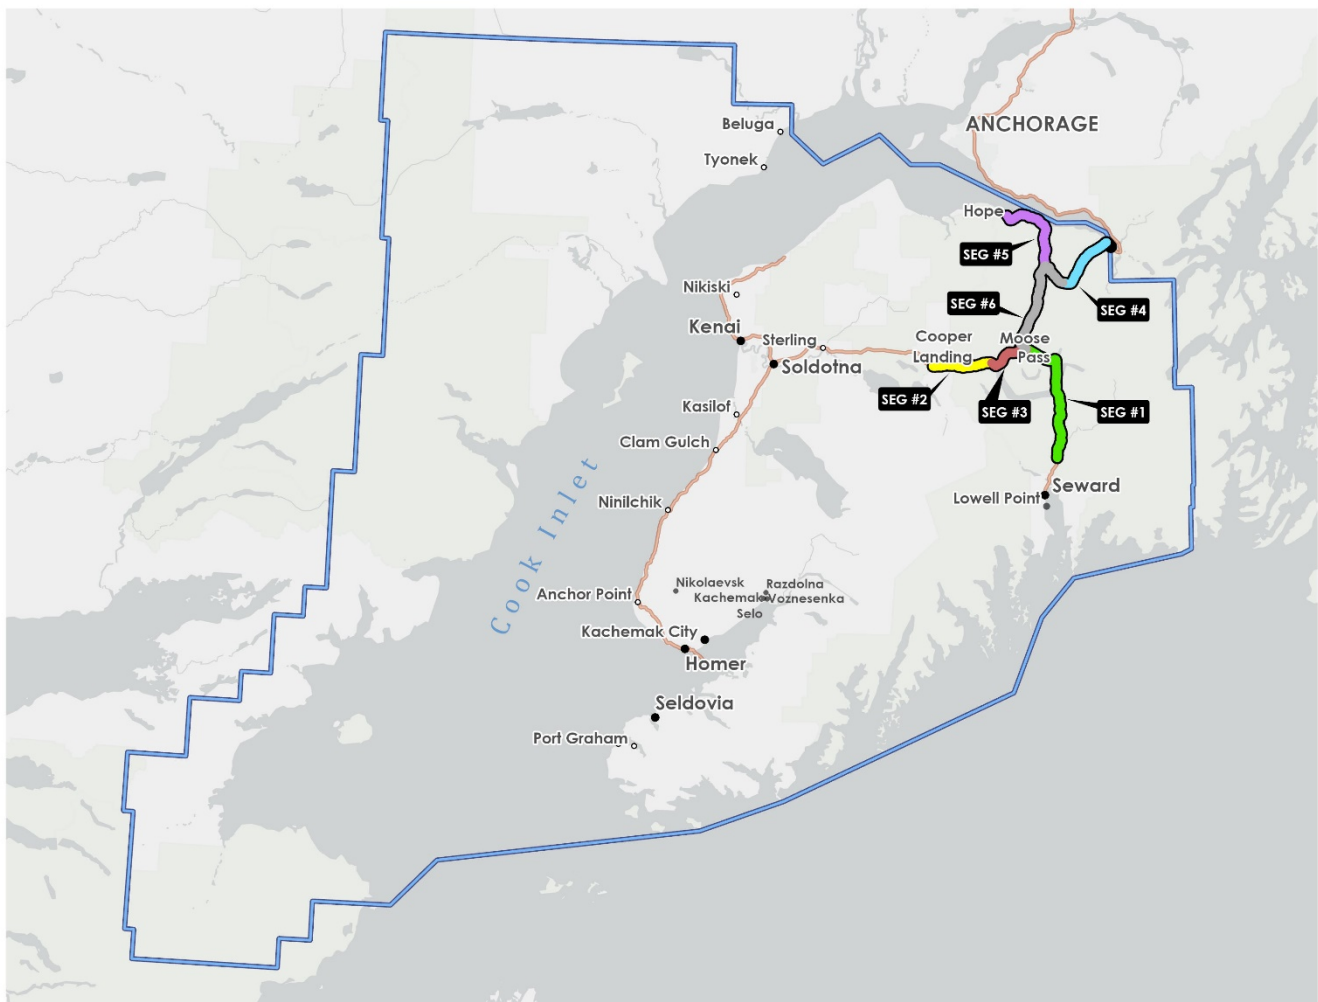 Beluga
ANCHORAGE
Tyonek
Hope
SEG #5
Nikiski
SEG #6
SEG #4
Kenai
Sterling
Cooper
Landing
Moose
Pass
Soldotna
SEG #2
SEG #3
SEG #1
Kasilof
Clam Gulch
Seward
Lowell Point
Ninilchik
Cook Inlet
Nikolaevsk
Razdolna
Kachemak
Selo
Voznesenka
Anchor Point
Kachemak City
Homer
Seldovia
Port Graham